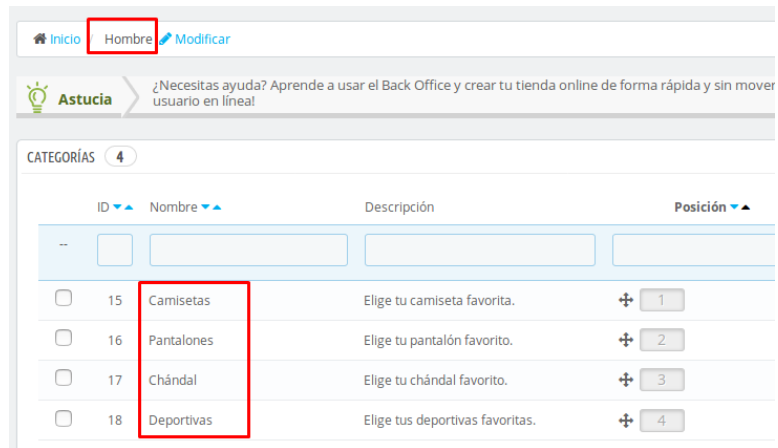 Inicio / Hombre Modificar
Astucia
¿Necesitas ayuda? Aprende a usar el Back Office y crear tu tienda online de forma rápida y sin mover
usuario en línea!
CATEGORÍAS 4
ID Nombre Descripción Posición
--
15 Camisetas Elige tu camiseta favorita. 1
16 Pantalones Elige tu pantalón favorito. 2
17 Chándal Elige tu chándal favorito. 3
18 Deportivas Elige tus deportivas favoritas. 4